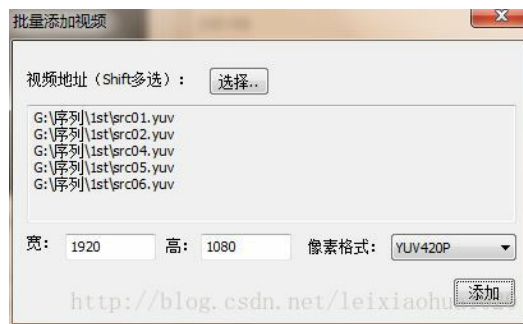 批量添加视频
视频地址（Shift多选）： 选择..
G:\序列\1st\src01.yuv
G:\序列\1st\src02.yuv
G:\序列\1st\src04.yuv
G:\序列\1st\src05.yuv
G:\序列\1st\src06.yuv
宽： 1920 高： 1080 像素格式： YUV420P
添加
http://blog.csdn.net/leixiaohu